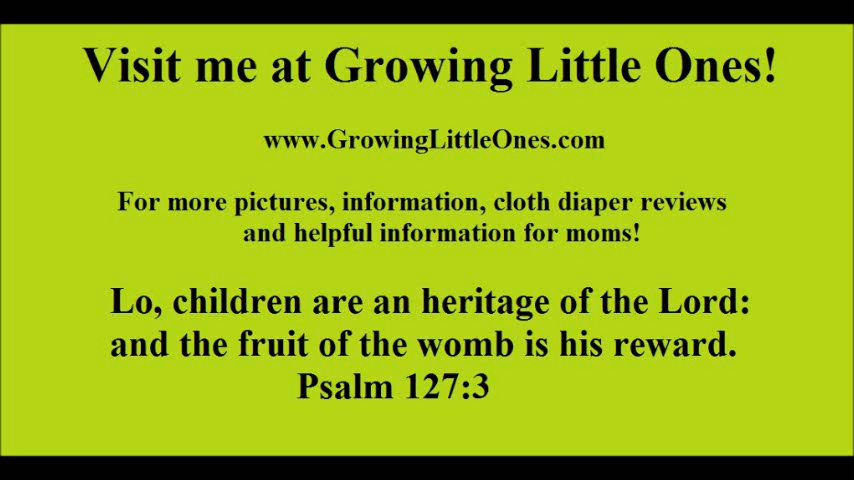 Visit me at Growing Little Ones!
www.GrowingLittleOnes.com
For more pictures, information, cloth diaper reviews
and helpful information for moms!
Lo, children are an heritage of the Lord:
and the fruit of the womb is his reward.
Psalm 127:3